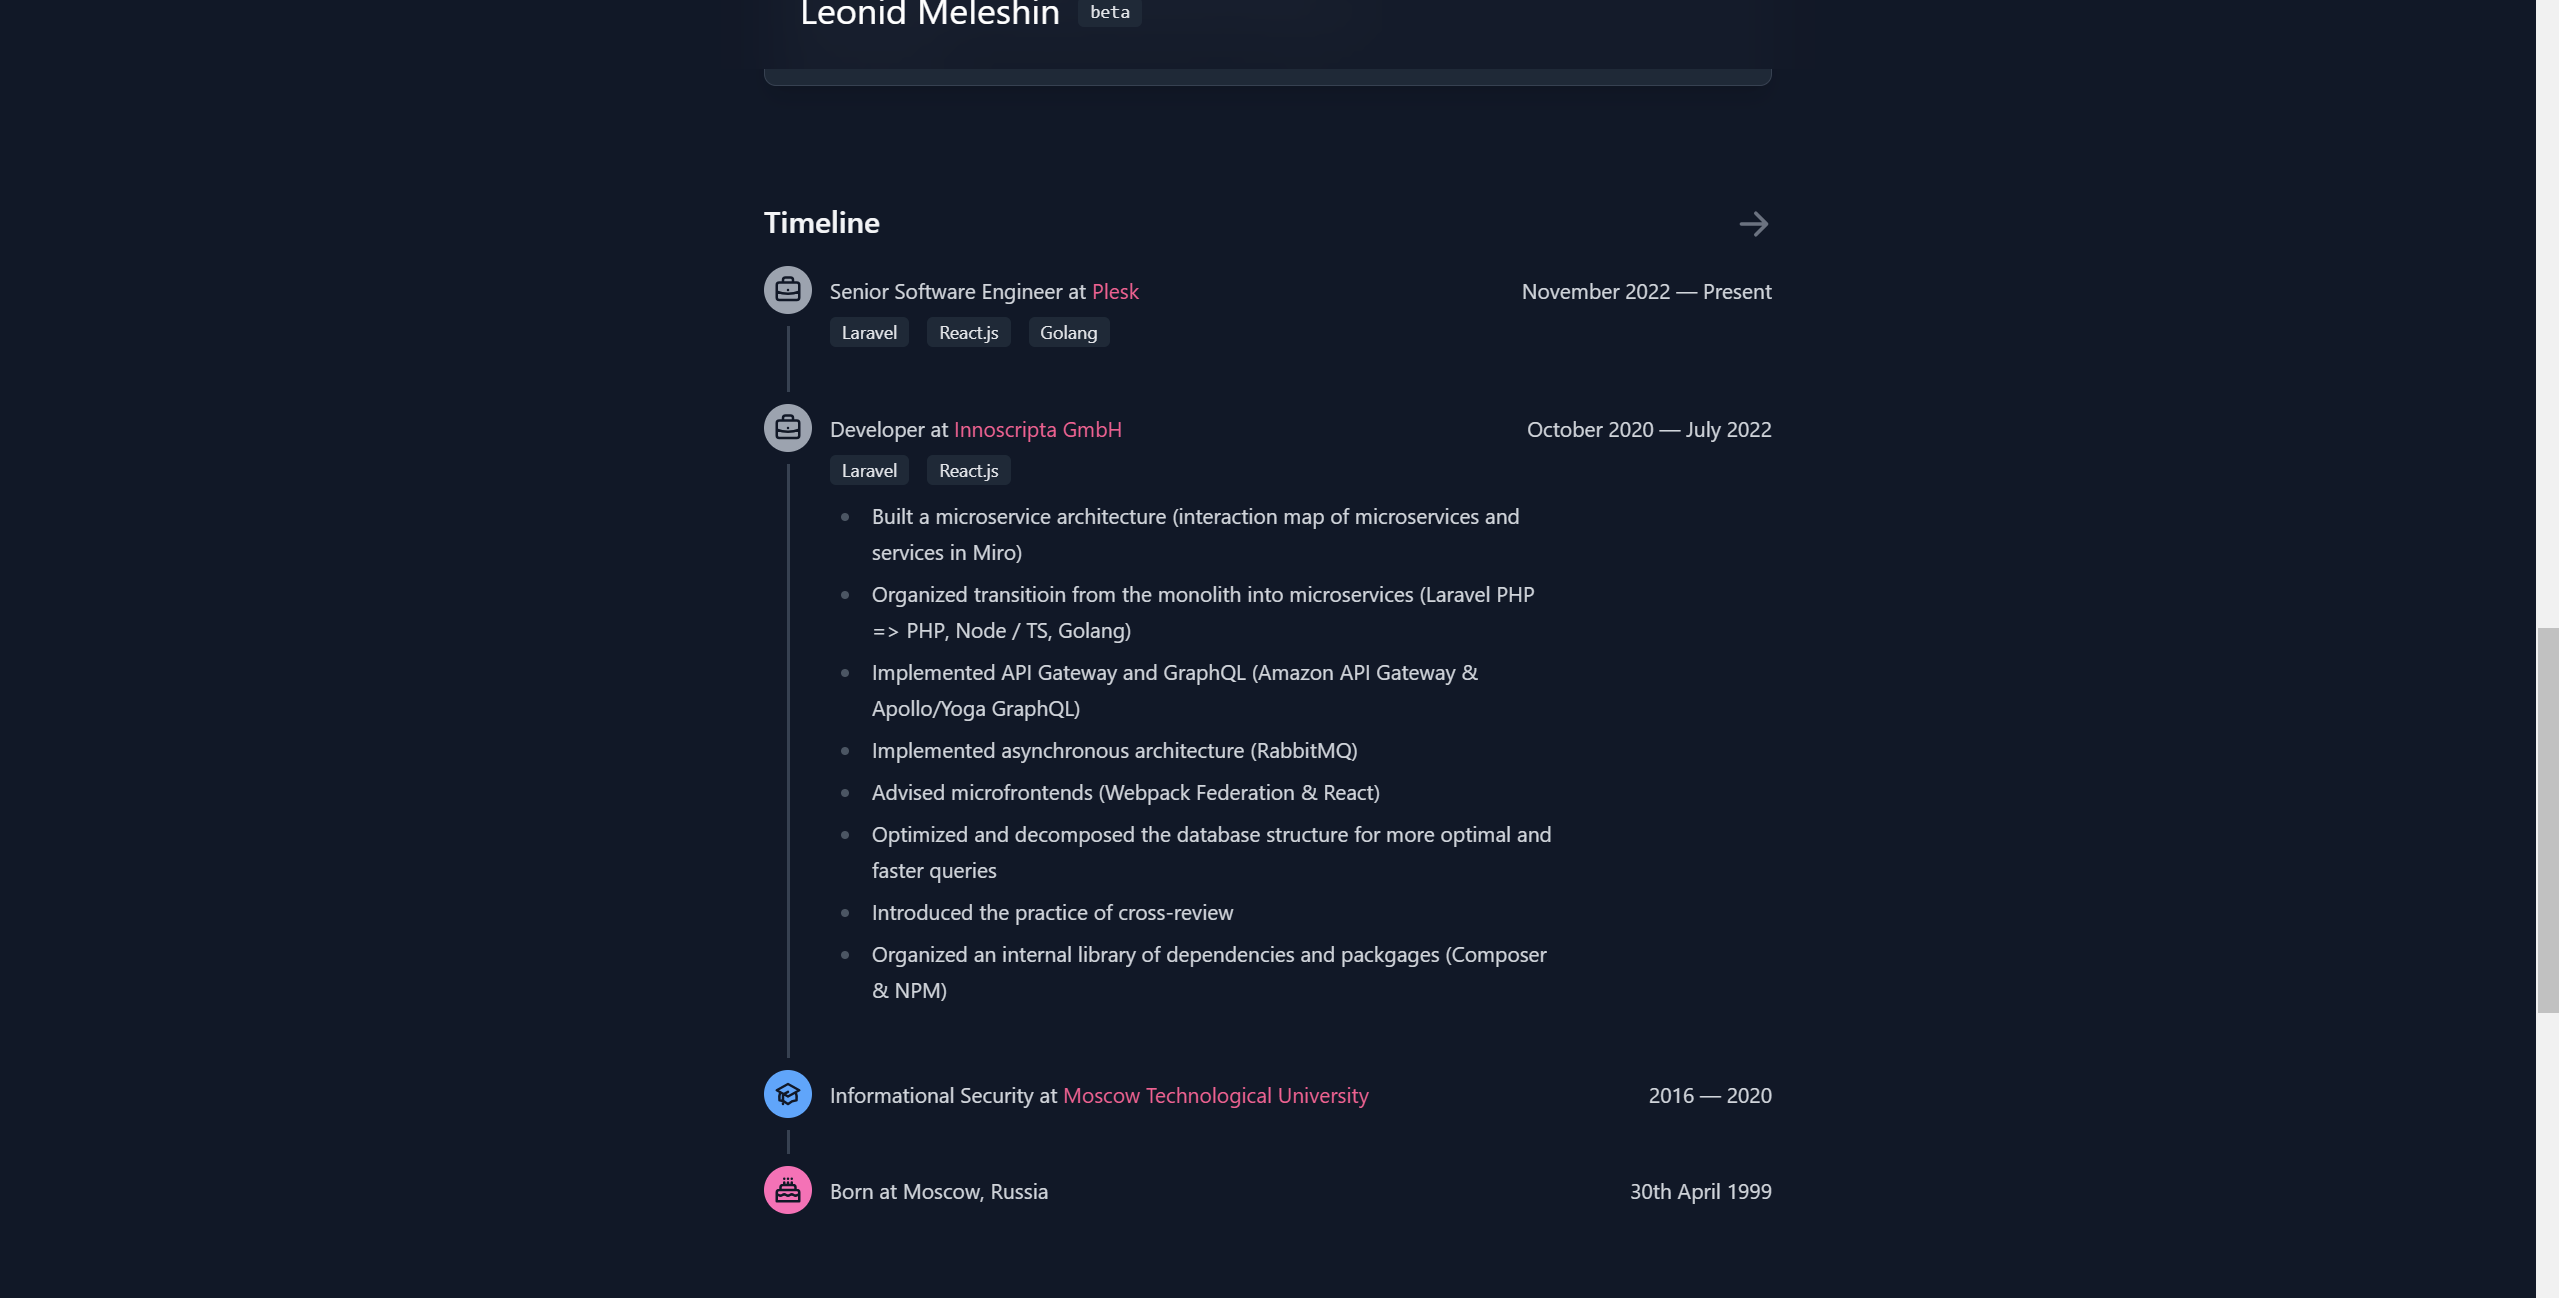 Leonid Meleshin beta
Timeline
Senior Software Engineer at Plesk November 2022 — Present
Laravel React.js Golang
Developer at Innoscripta GmbH October 2020 — July 2022
Laravel React.js
Built a microservice architecture (interaction map of microservices and
services in Miro)
Organized transitioin from the monolith into microservices (Laravel PHP
=> PHP, Node / TS, Golang)
Implemented API Gateway and GraphQL (Amazon API Gateway &
Apollo/Yoga GraphQL)
Implemented asynchronous architecture (RabbitMQ)
Advised microfrontends (Webpack Federation & React)
Optimized and decomposed the database structure for more optimal and
faster queries
Introduced the practice of cross-review
Organized an internal library of dependencies and packgages (Composer
& NPM)
Informational Security at Moscow Technological University 2016 — 2020
Born at Moscow, Russia 30th April 1999